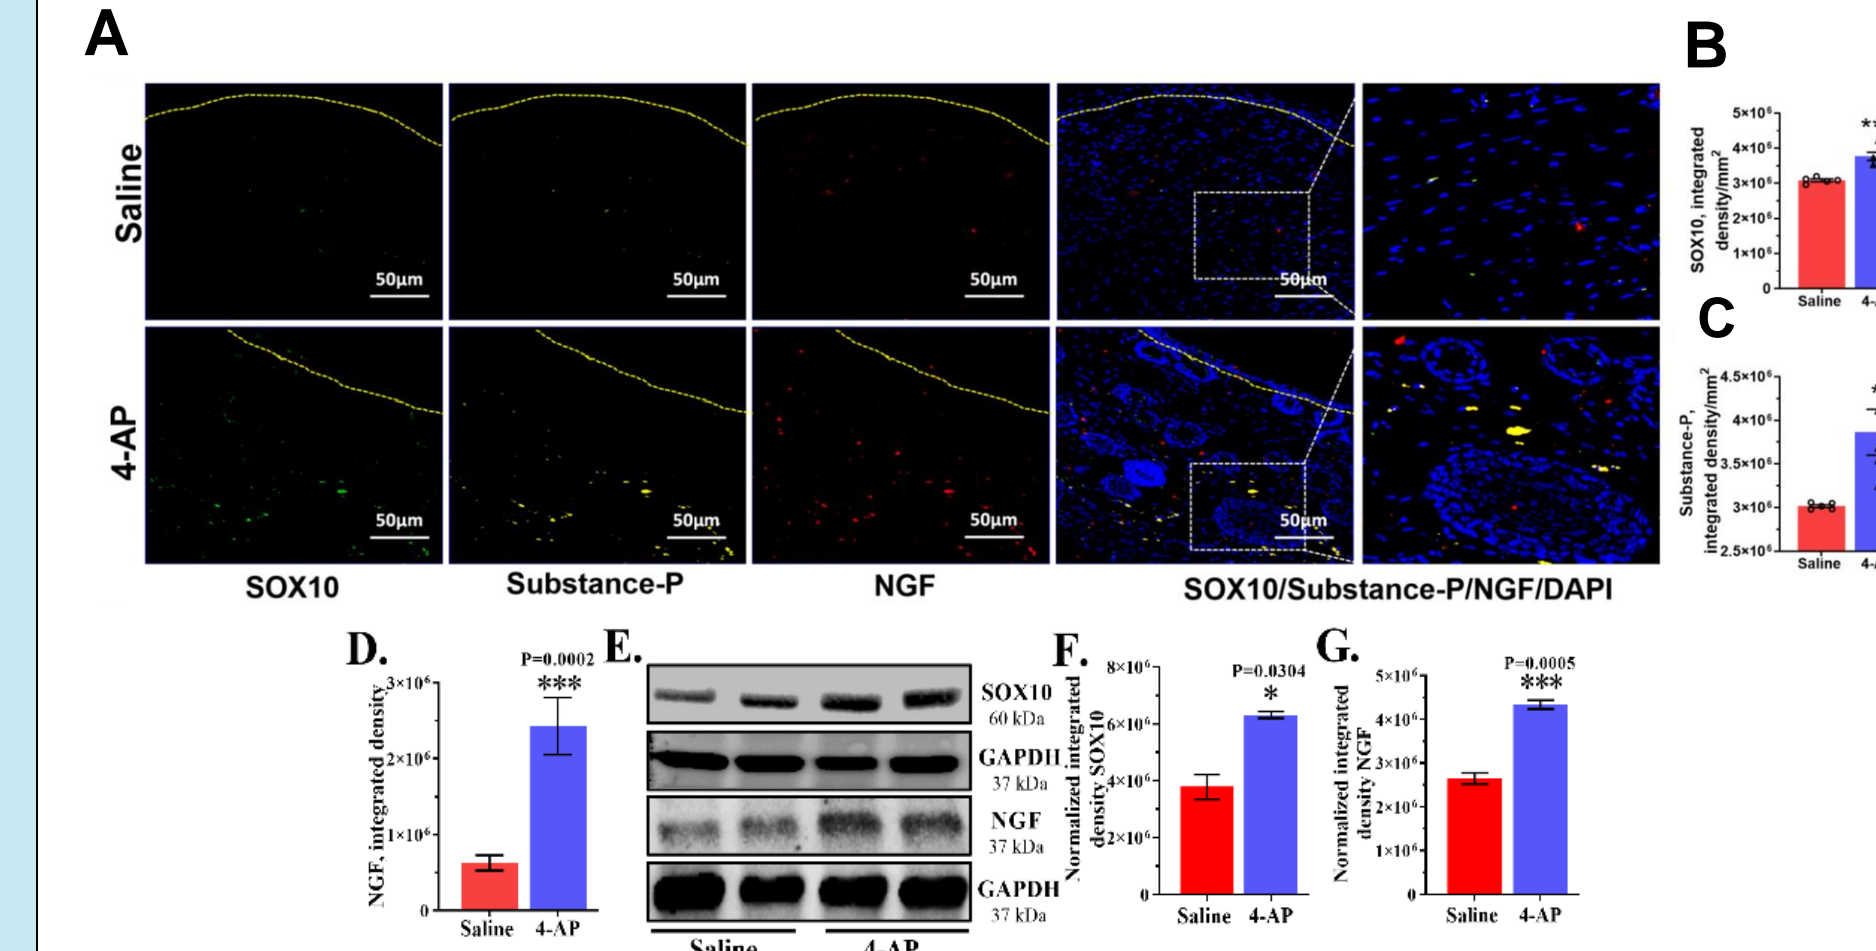 A
Saline
50µm
50µm
50µm
50µm
4-AP
50µm
50µm
50µm
50µm
SOX10
Substance-P
NGF
SOX10/Substance-P/NGF/DAPI
B
SOX10, integrated
density/mm²
5×10⁶
4×10⁶
3×10⁶
2×10⁶
1×10⁶
0
**
Saline
4-
C
Substance-P,
integrated density/mm²
4.5×10⁶
4×10⁶
3.5×10⁶
3×10⁶
2.5×10⁶
*
Saline
4-
D.
P=0.0002
***
NGF, integrated density
3×10⁶
2×10⁶
1×10⁶
0
Saline 4-AP
E.
SOX10
60 kDa
GAPDH
37 kDa
NGF
37 kDa
GAPDH
37 kDa
Saline 4-AP
F.
P=0.0304
*
Normalized integrated
density SOX10
8×10⁶
6×10⁶
4×10⁶
2×10⁶
0
Saline 4-AP
G.
P=0.0005
***
Normalized integrated
density NGF
5×10⁶
4×10⁶
3×10⁶
2×10⁶
1×10⁶
0
Saline 4-AP